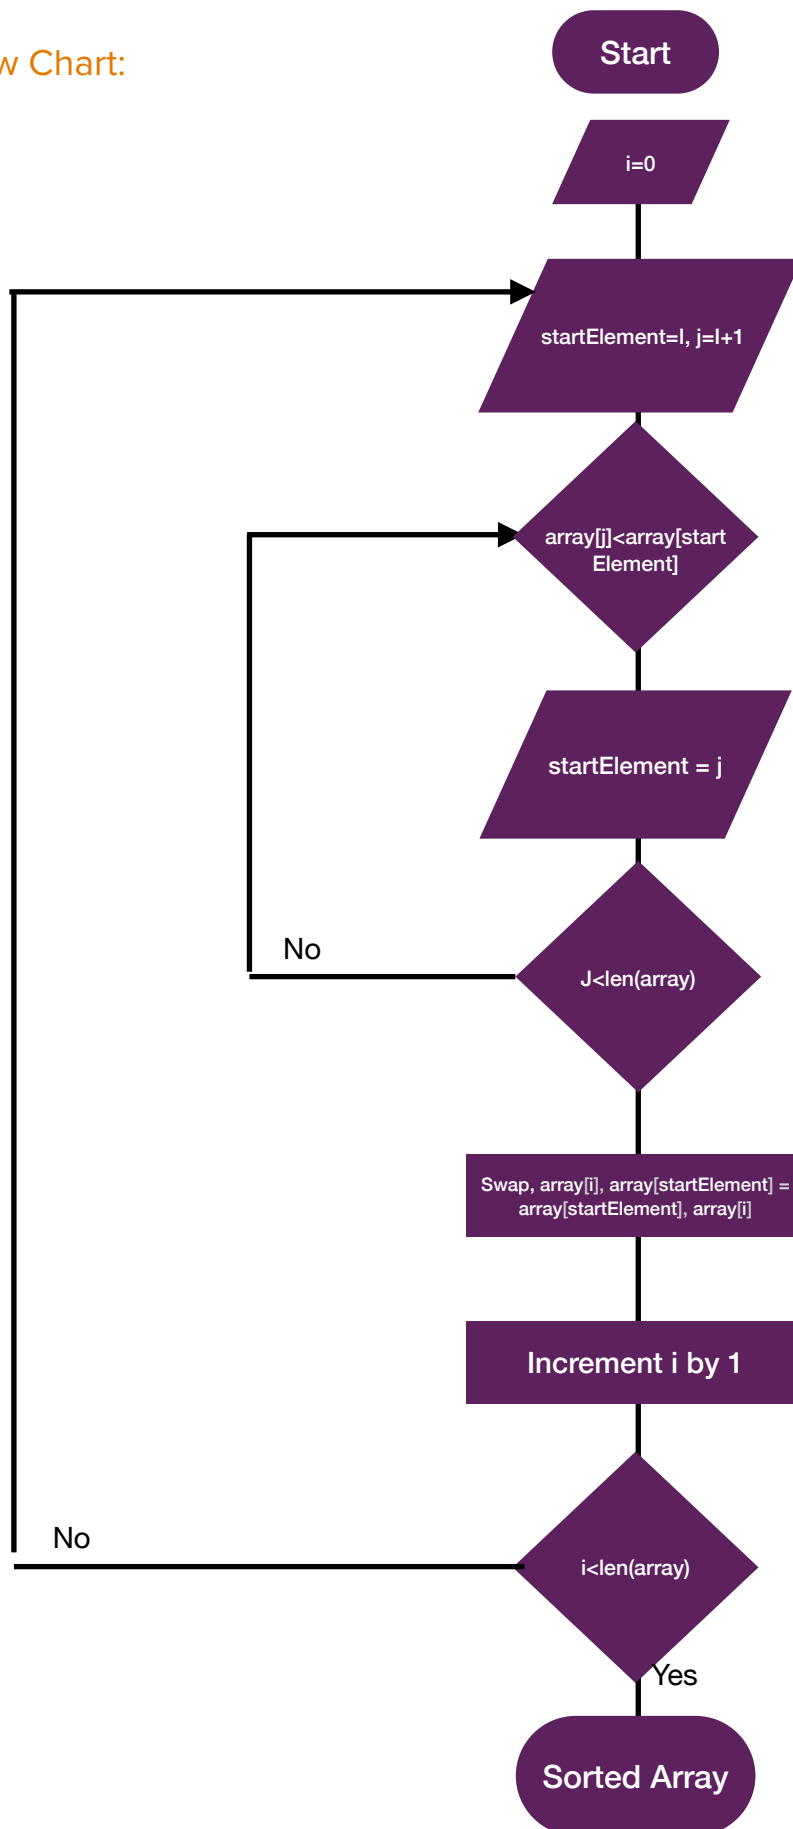 w Chart:
Start
i=0
startElement=I, j=I+1
array[j]<array[start
Element]
startElement = j
No
J<len(array)
Swap, array[i], array[startElement] =
array[startElement], array[i]
Increment i by 1
No
i<len(array)
Yes
Sorted Array